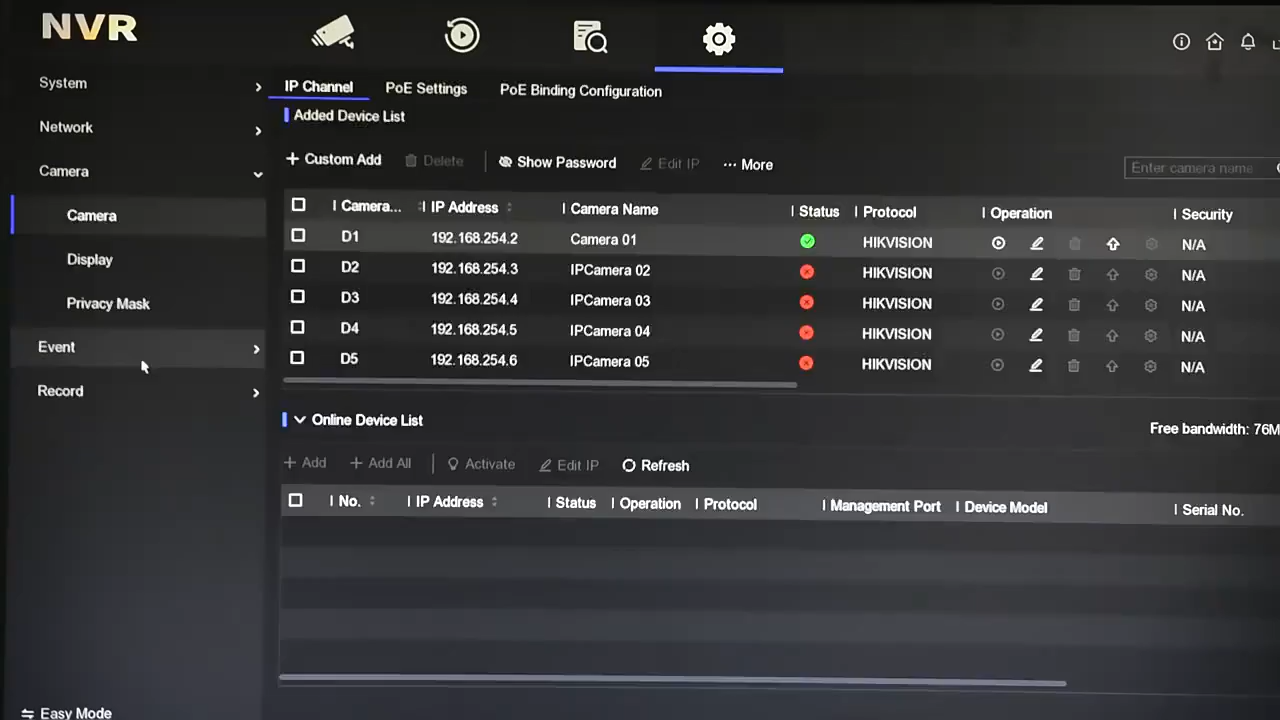 NVR
System
Network
Camera
Camera
Display
Privacy Mask
Event
Record
Easy Mode
IP Channel PoE Settings PoE Binding Configuration
Added Device List
+ Custom Add Delete Show Password Edit IP ··· More Enter camera name
Camera... IP Address Camera Name Status Protocol Operation Security
D1 192.168.254.2 Camera 01 HIKVISION N/A
D2 192.168.254.3 IPCamera 02 HIKVISION N/A
D3 192.168.254.4 IPCamera 03 HIKVISION N/A
D4 192.168.254.5 IPCamera 04 HIKVISION N/A
D5 192.168.254.6 IPCamera 05 HIKVISION N/A
Online Device List Free bandwidth: 76M
+ Add + Add All Activate Edit IP Refresh
No. IP Address Status Operation Protocol Management Port Device Model Serial No.